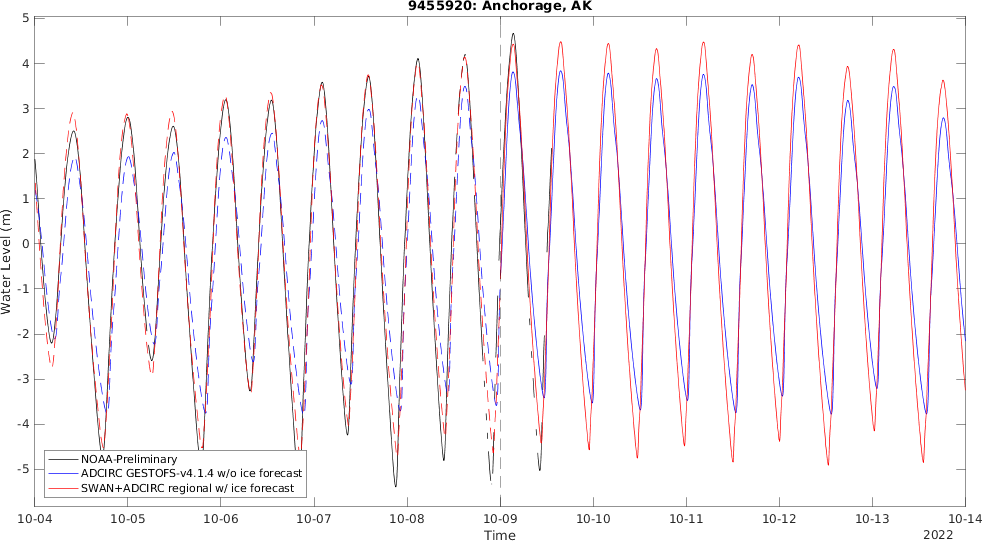 9455920: Anchorage, AK
5
4
3
2
1
0
-1
-2
-3
-4
-5
Water Level (m)
NOAA-Preliminary
ADCIRC GESTOFS-v4.1.4 w/o ice forecast
SWAN+ADCIRC regional w/ ice forecast
10-04 10-05 10-06 10-07 10-08 10-09 10-10 10-11 10-12 10-13 10-14
Time
2022